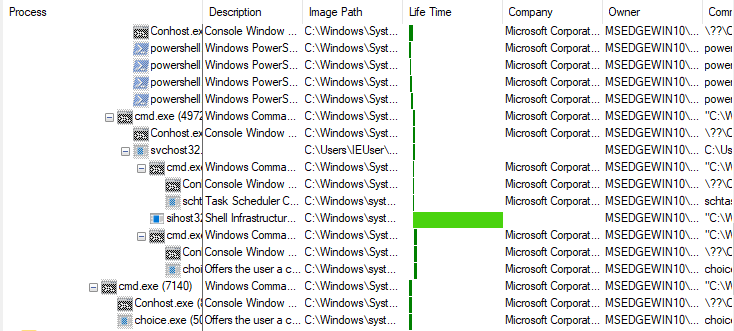 Process Description Image Path Life Time Company Owner Comm
Conhost.ex Console Window ... C:\Windows\Syst... Microsoft Corporat... MSEDGEWIN10\... \??\C
powershell Windows PowerS... C:\Windows\Syst... Microsoft Corporat... MSEDGEWIN10\... power
powershell Windows PowerS... C:\Windows\Syst... Microsoft Corporat... MSEDGEWIN10\... power
powershell Windows PowerS... C:\Windows\Syst... Microsoft Corporat... MSEDGEWIN10\... power
powershell Windows PowerS... C:\Windows\Syst... Microsoft Corporat... MSEDGEWIN10\... power
cmd.exe (4972 Windows Comma... C:\Windows\Syst... Microsoft Corporat... MSEDGEWIN10\... "C:\W
Conhost.ex Console Window ... C:\Windows\Syst... Microsoft Corporat... MSEDGEWIN10\... \??\C
svchost32. C:\Users\IEUser\... MSEDGEWIN10\... C:\Us
cmd.e Windows Comma... C:\Windows\Syst... Microsoft Corporat... MSEDGEWIN10\... "C:\W
Con Console Window ... C:\Windows\Syst... Microsoft Corporat... MSEDGEWIN10\... \??\C
scht Task Scheduler C... C:\Windows\syst... Microsoft Corporat... MSEDGEWIN10\... schtas
sihost32 Shell Infrastructur... C:\Windows\Syst... MSEDGEWIN10\... "C:\W
cmd.e Windows Comma... C:\Windows\Syst... Microsoft Corporat... MSEDGEWIN10\... "C:\W
Con Console Window ... C:\Windows\Syst... Microsoft Corporat... MSEDGEWIN10\... \??\C
choi Offers the user a c... C:\Windows\syst... Microsoft Corporat... MSEDGEWIN10\... choice
cmd.exe (7140) Windows Comma... C:\Windows\Syst... Microsoft Corporat... MSEDGEWIN10\... "C:\W
Conhost.exe ( Console Window ... C:\Windows\Syst... Microsoft Corporat... MSEDGEWIN10\... \??\C
choice.exe (50 Offers the user a c... C:\Windows\syst... Microsoft Corporat... MSEDGEWIN10\... choice